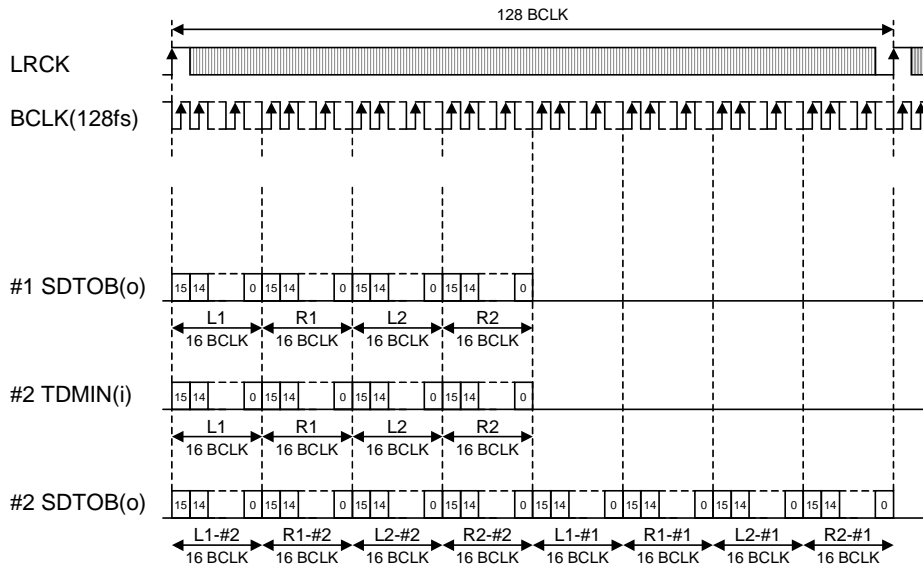 128 BCLK
LRCK
BCLK(128fs)
#1 SDTOB(o)
15 14 0 15 14 0 15 14 0 15 14 0
L1 R1 L2 R2
16 BCLK 16 BCLK 16 BCLK 16 BCLK
#2 TDMIN(i)
15 14 0 15 14 0 15 14 0 15 14 0
L1 R1 L2 R2
16 BCLK 16 BCLK 16 BCLK 16 BCLK
#2 SDTOB(o)
15 14 0 15 14 0 15 14 0 15 14 0 15 14 0 15 14 0 15 14 0 15 14 0
L1-#2 R1-#2 L2-#2 R2-#2 L1-#1 R1-#1 L2-#1 R2-#1
16 BCLK 16 BCLK 16 BCLK 16 BCLK 16 BCLK 16 BCLK 16 BCLK 16 BCLK